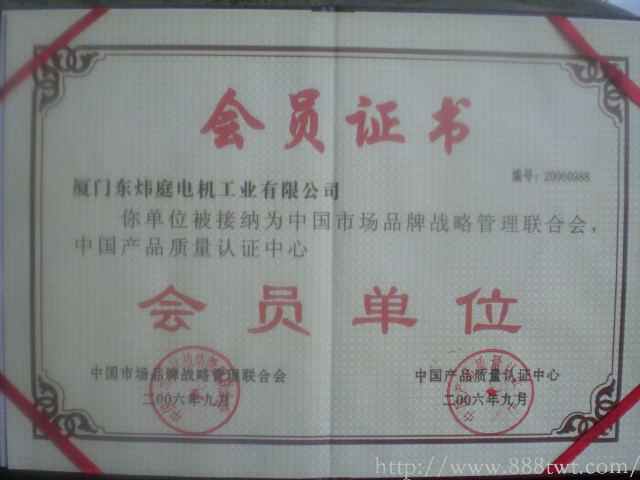 会员证书
编号：20060988
厦门东炜庭电机工业有限公司
你单位被接纳为中国市场品牌战略管理联合会，
中国产品质量认证中心
会员单位
中国市场品牌战略管理联合会
中国产品质量认证中心
二00六年九月
二00六年九月
http://www.888twt.com/